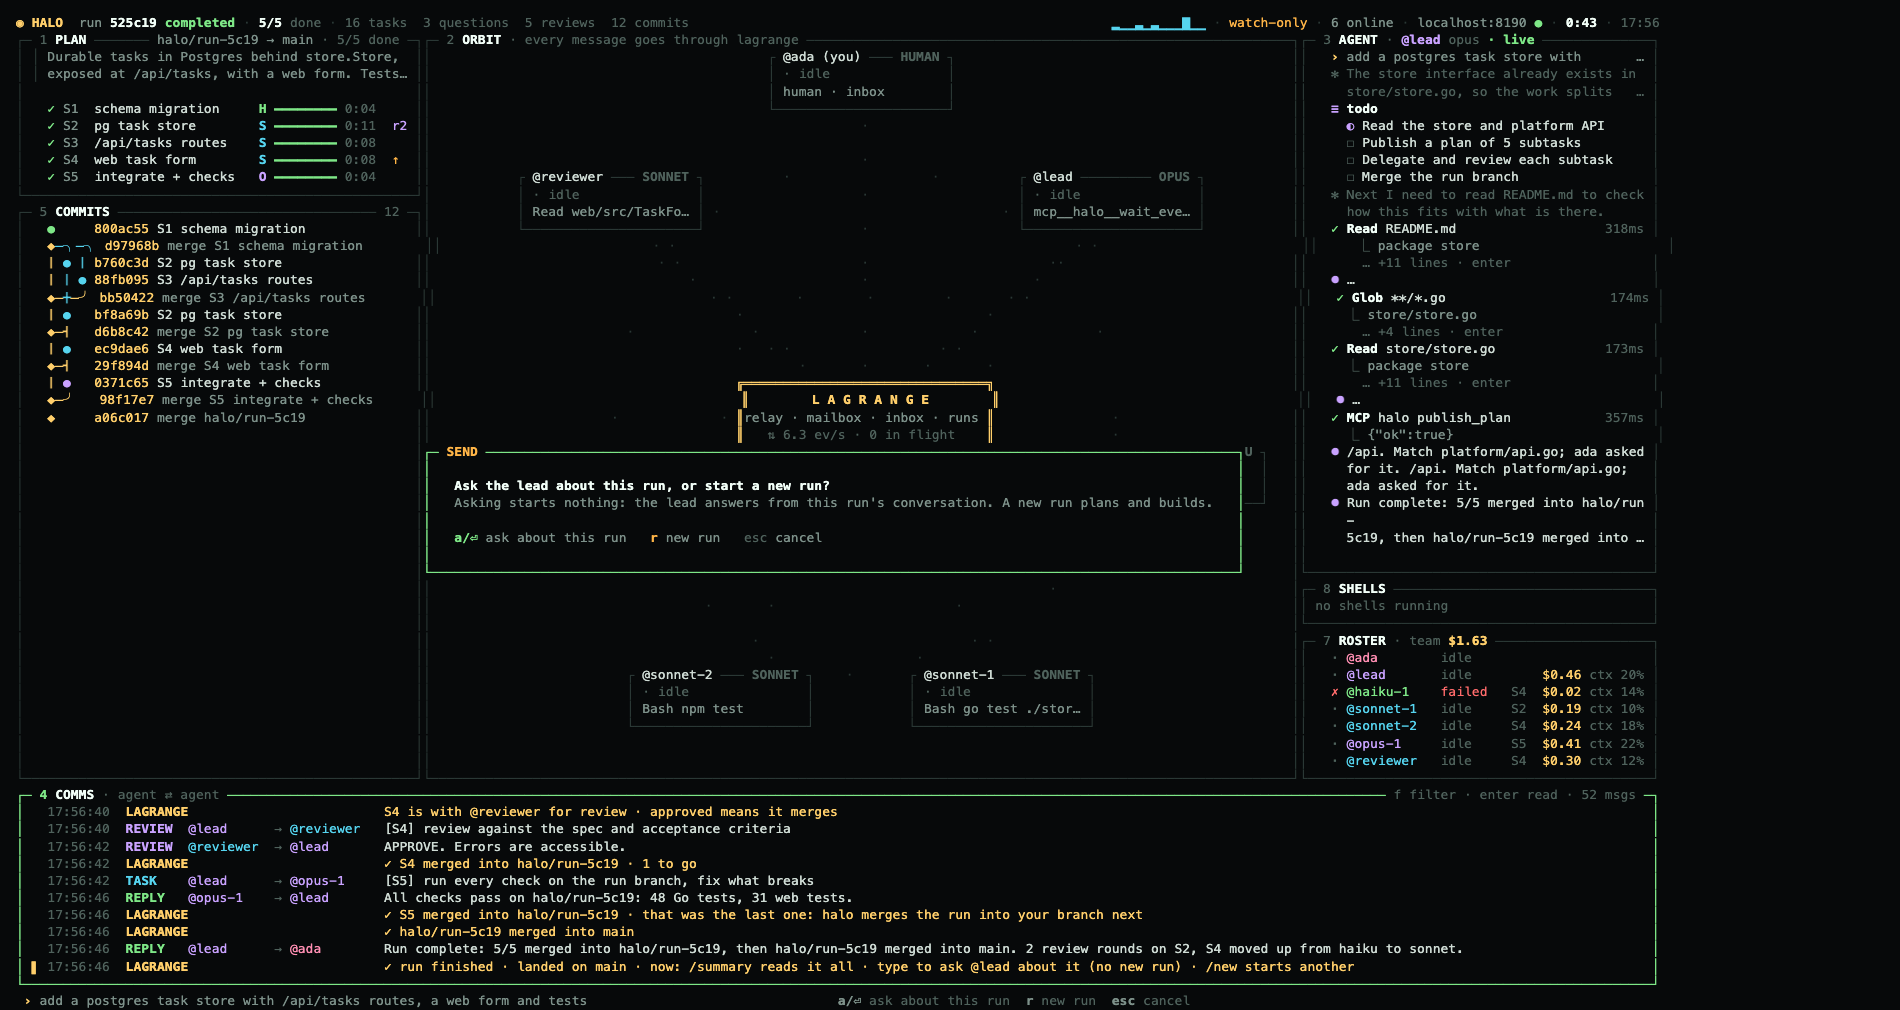 HALO run 525c19 completed · 5/5 done · 16 tasks 3 questions 5 reviews 12 commits
· watch-only · 6 online · localhost:8190 ● · 0:43 · 17:56
1 PLAN halo/run-5c19 → main · 5/5 done
Durable tasks in Postgres behind store.Store,
exposed at /api/tasks, with a web form. Tests…
✓ S1 schema migration H 0:04
✓ S2 pg task store S 0:11 r2
✓ S3 /api/tasks routes S 0:08
✓ S4 web task form S 0:08 ↑
✓ S5 integrate + checks O 0:04
5 COMMITS 12
800ac55 S1 schema migration
d97968b merge S1 schema migration
b760c3d S2 pg task store
88fb095 S3 /api/tasks routes
bb50422 merge S3 /api/tasks routes
bf8a69b S2 pg task store
d6b8c42 merge S2 pg task store
ec9dae6 S4 web task form
29f894d merge S4 web task form
0371c65 S5 integrate + checks
98f17e7 merge S5 integrate + checks
a06c017 merge halo/run-5c19
2 ORBIT · every message goes through lagrange
@ada (you) HUMAN
· idle
human · inbox
@reviewer SONNET
· idle
Read web/src/TaskFo…
@lead OPUS
· idle
mcp__halo__wait_eve…
LAGRANGE
relay · mailbox · inbox · runs
⇅ 6.3 ev/s · 0 in flight
SEND
U
Ask the lead about this run, or start a new run?
Asking starts nothing: the lead answers from this run's conversation. A new run plans and builds.
a/⏎ ask about this run r new run esc cancel
@sonnet-2 SONNET
· idle
Bash npm test
@sonnet-1 SONNET
· idle
Bash go test ./stor…
3 AGENT · @lead opus · live
› add a postgres task store with …
✻ The store interface already exists in
store/store.go, so the work splits …
≡ todo
◐ Read the store and platform API
☐ Publish a plan of 5 subtasks
☐ Delegate and review each subtask
☐ Merge the run branch
✻ Next I need to read README.md to check
how this fits with what is there.
✓ Read README.md 318ms
⎿ package store
… +11 lines · enter
● …
✓ Glob **/*.go 174ms
⎿ store/store.go
… +4 lines · enter
✓ Read store/store.go 173ms
⎿ package store
… +11 lines · enter
● …
✓ MCP halo publish_plan 357ms
⎿ {"ok":true}
● /api. Match platform/api.go; ada asked
for it. /api. Match platform/api.go;
ada asked for it.
● Run complete: 5/5 merged into halo/run
-
5c19, then halo/run-5c19 merged into …
8 SHELLS
no shells running
7 ROSTER · team $1.63
· @ada idle
· @lead idle $0.46 ctx 20%
✗ @haiku-1 failed S4 $0.02 ctx 14%
· @sonnet-1 idle S2 $0.19 ctx 10%
· @sonnet-2 idle S4 $0.24 ctx 18%
· @opus-1 idle S5 $0.41 ctx 22%
· @reviewer idle S4 $0.30 ctx 12%
4 COMMS · agent ⇄ agent f filter · enter read · 52 msgs
17:56:40 LAGRANGE S4 is with @reviewer for review · approved means it merges
17:56:40 REVIEW @lead → @reviewer [S4] review against the spec and acceptance criteria
17:56:42 REVIEW @reviewer → @lead APPROVE. Errors are accessible.
17:56:42 LAGRANGE ✓ S4 merged into halo/run-5c19 · 1 to go
17:56:42 TASK @lead → @opus-1 [S5] run every check on the run branch, fix what breaks
17:56:46 REPLY @opus-1 → @lead All checks pass on halo/run-5c19: 48 Go tests, 31 web tests.
17:56:46 LAGRANGE ✓ S5 merged into halo/run-5c19 · that was the last one: halo merges the run into your branch next
17:56:46 LAGRANGE ✓ halo/run-5c19 merged into main
17:56:46 REPLY @lead → @ada Run complete: 5/5 merged into halo/run-5c19, then halo/run-5c19 merged into main. 2 review rounds on S2, S4 moved up from haiku to sonnet.
17:56:46 LAGRANGE ✓ run finished · landed on main · now: /summary reads it all · type to ask @lead about it (no new run) · /new starts another
› add a postgres task store with /api/tasks routes, a web form and tests a/⏎ ask about this run r new run esc cancel